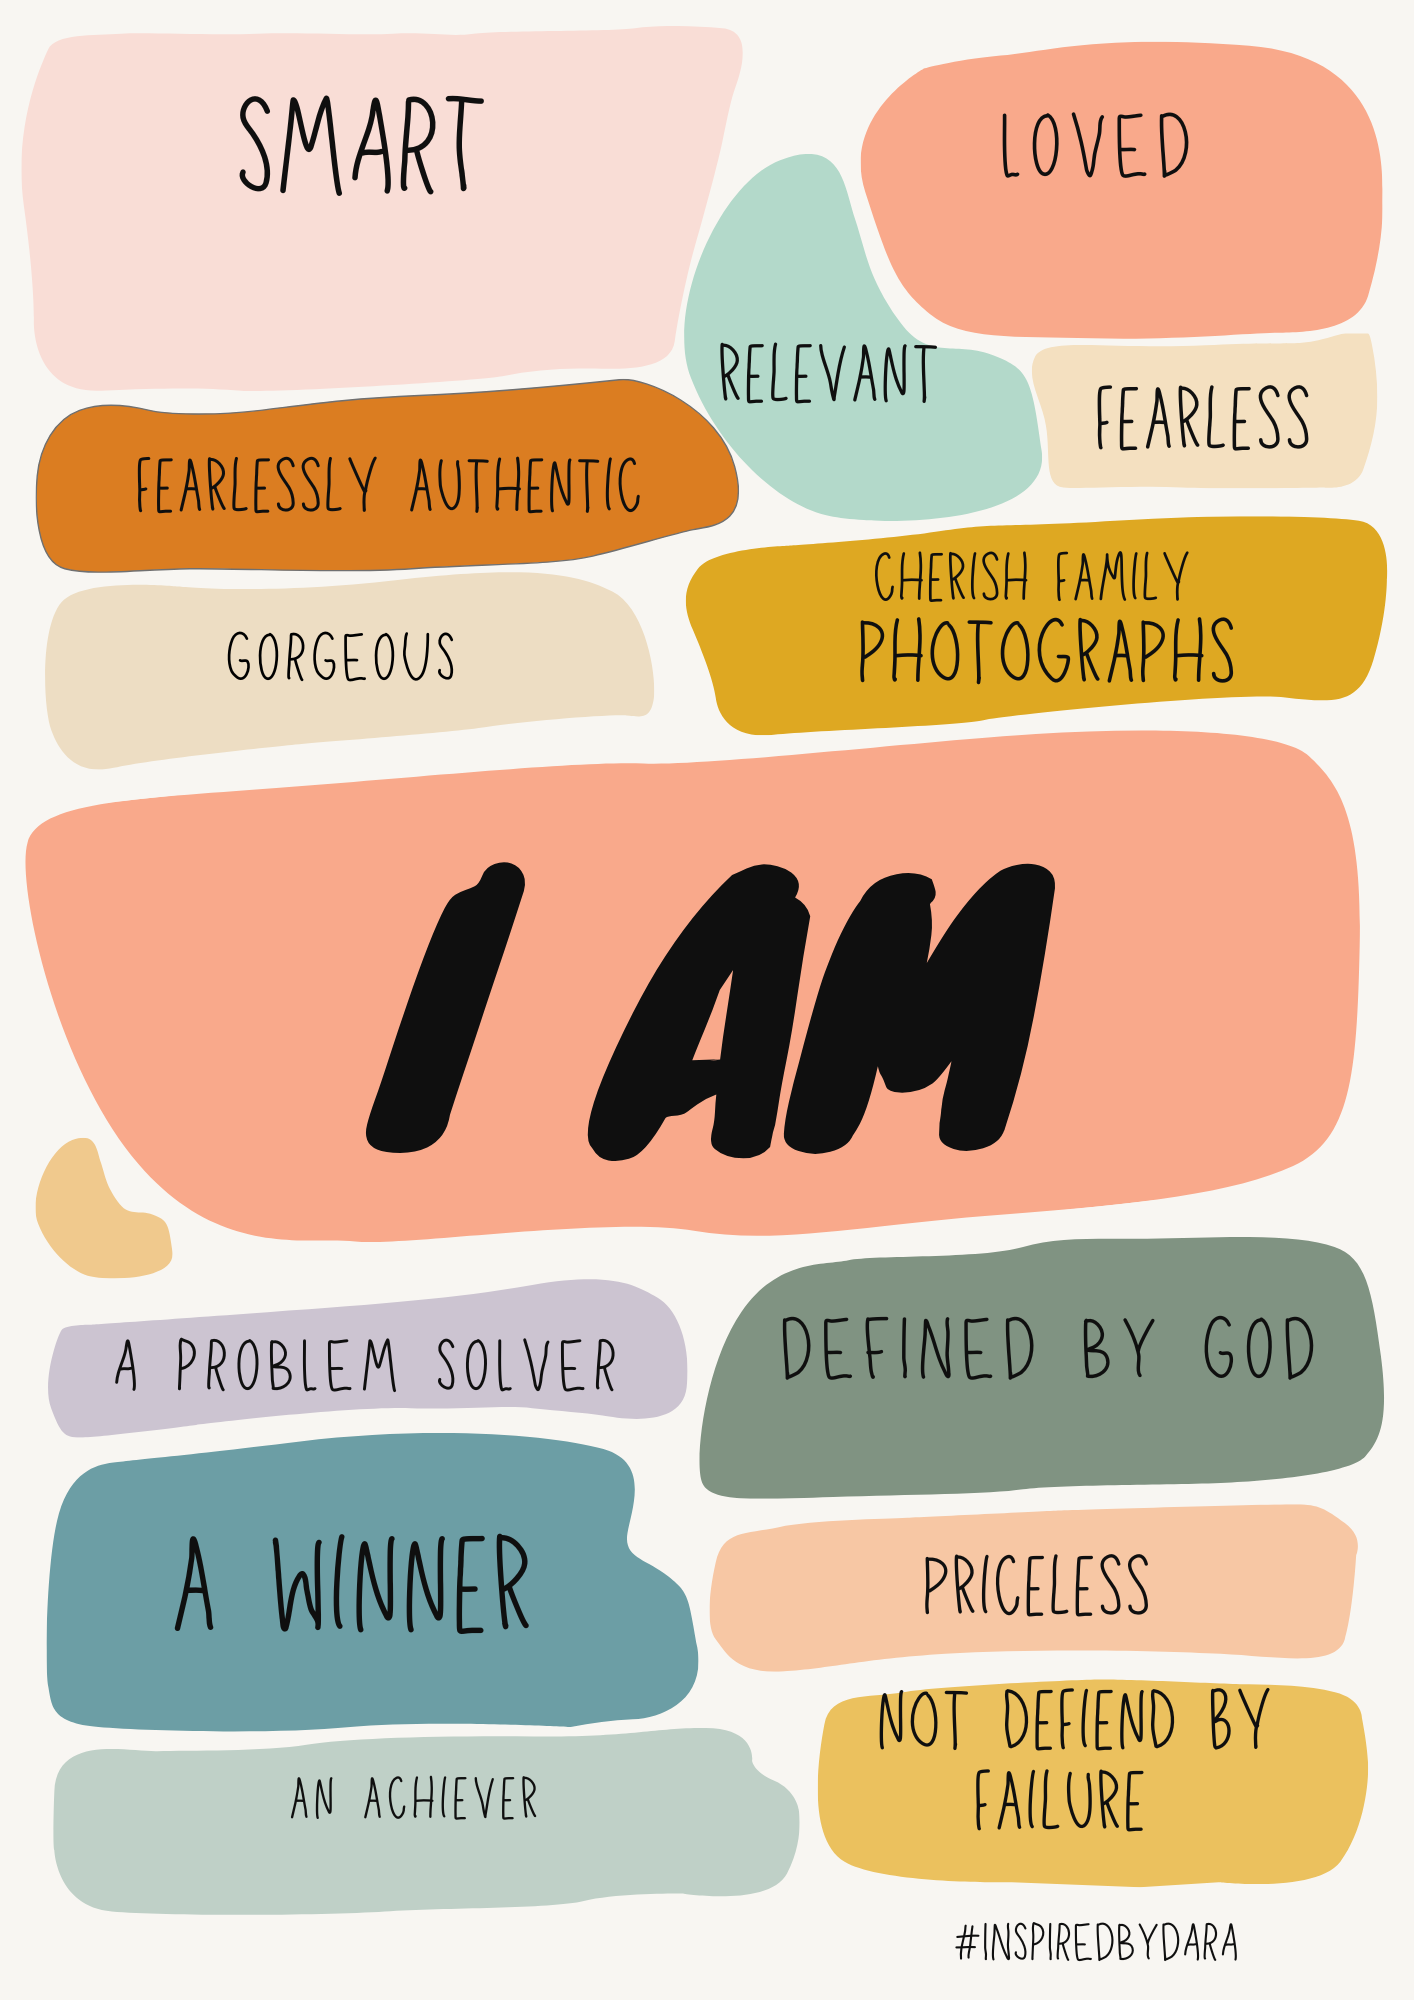 SMART
LOVED
RELEVANT
FEARLESS
FEARLESSLY AUTHENTIC
CHERISH FAMILY
PHOTOGRAPHS
GORGEOUS
I AM
A PROBLEM SOLVER
DEFINED BY GOD
A WINNER
PRICELESS
NOT DEFIEND BY
FAILURE
AN ACHIEVER
#INSPIREDBYDARA